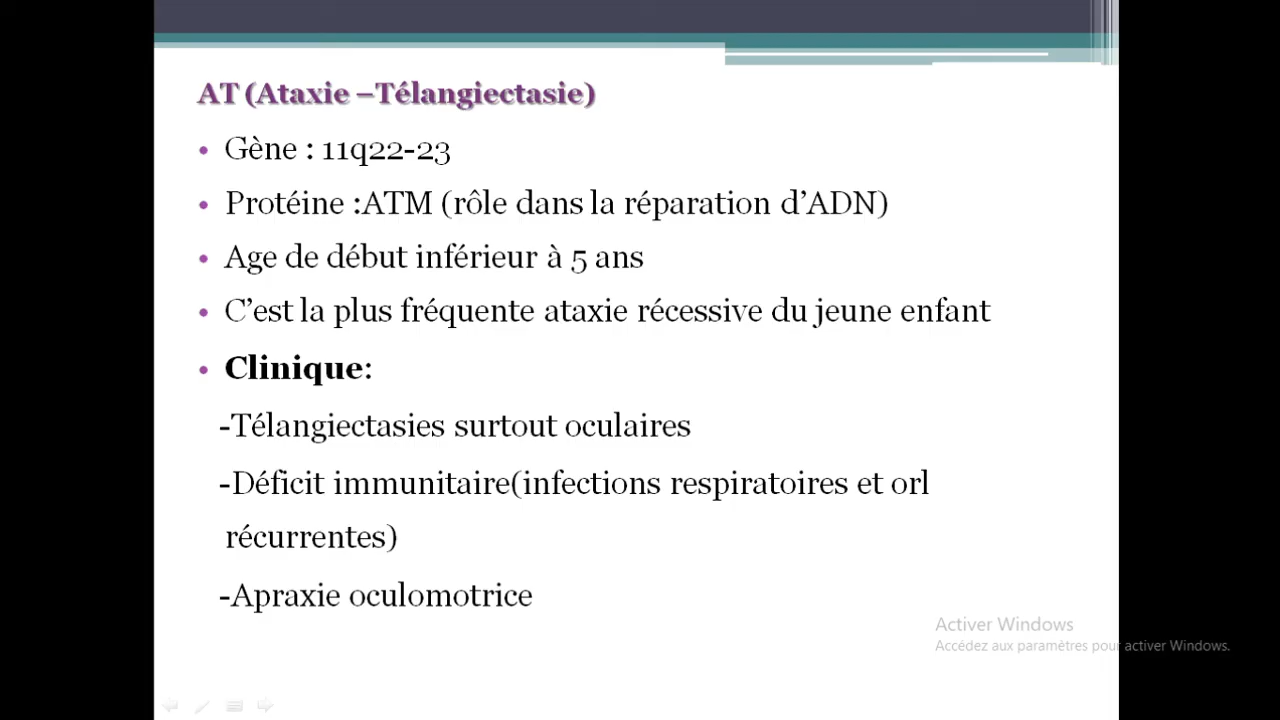 AT (Ataxie –Télangiectasie)
• Gène : 11q22-23
• Protéine :ATM (rôle dans la réparation d’ADN)
• Age de début inférieur à 5 ans
• C’est la plus fréquente ataxie récessive du jeune enfant
• Clinique:
-Télangiectasies surtout oculaires
-Déficit immunitaire(infections respiratoires et orl
récurrentes)
-Apraxie oculomotrice
Activer Windows
Accédez aux paramètres pour activer Windows.